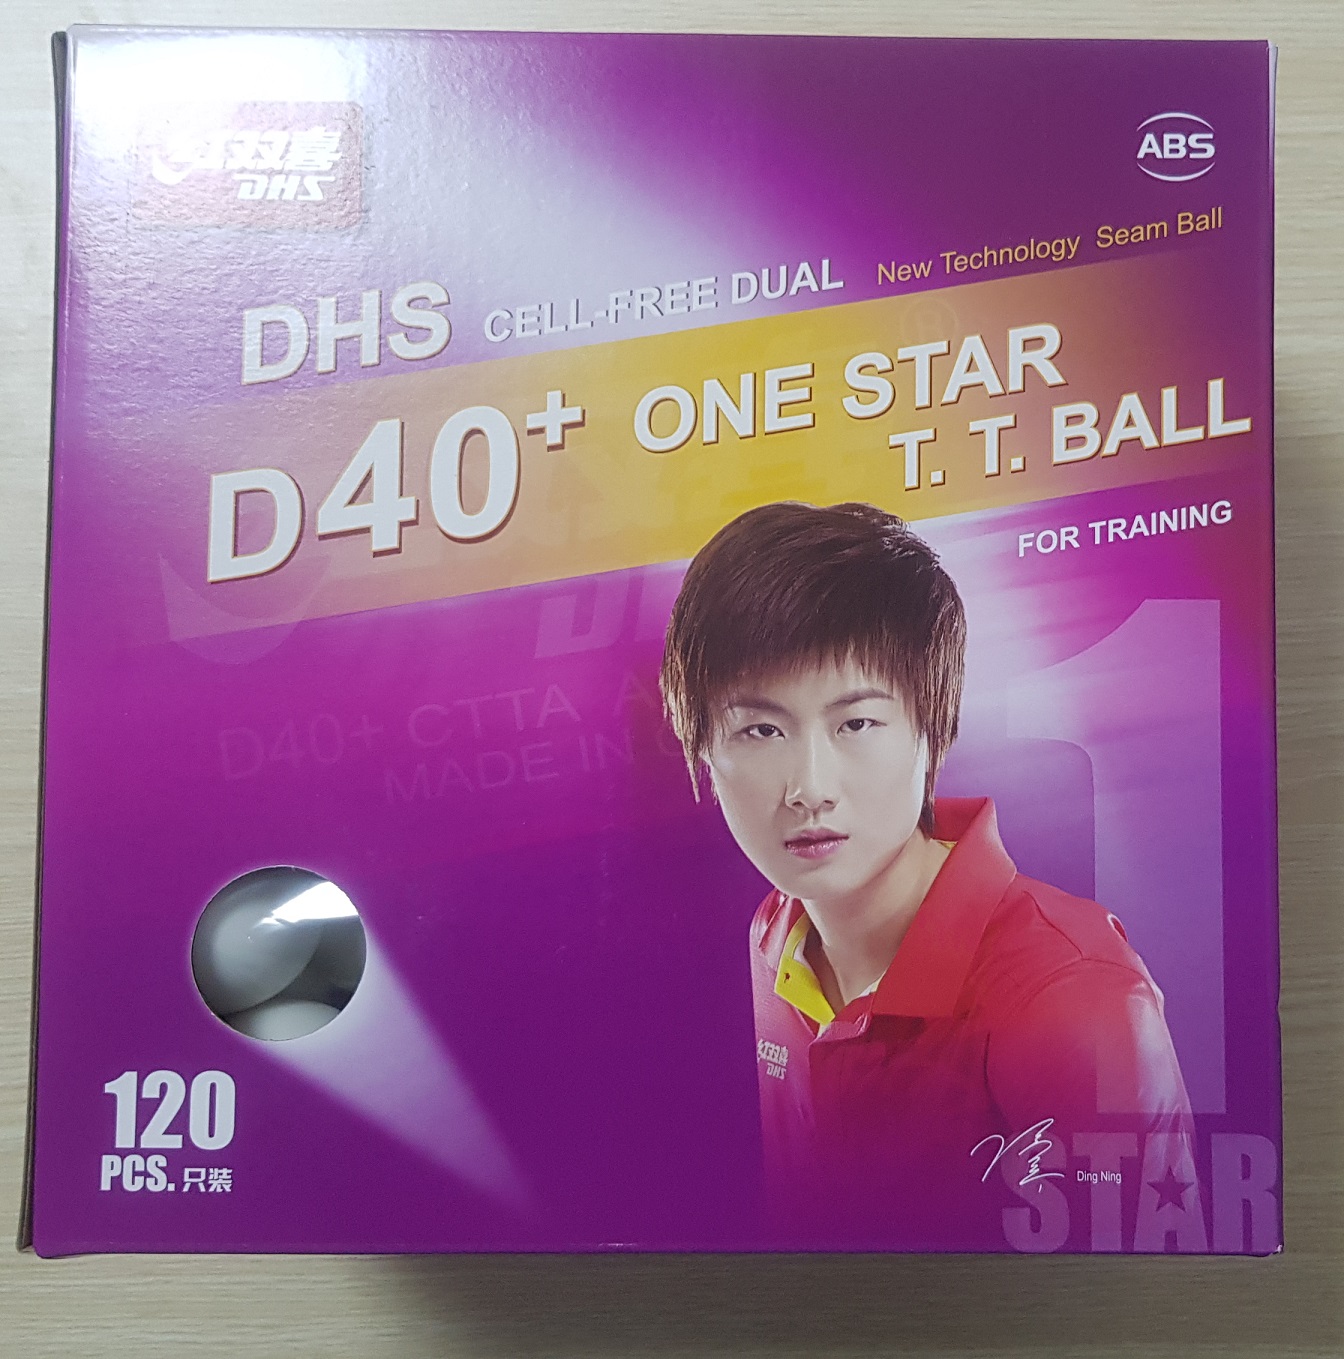 红双喜
DHS
ABS
DHS CELL-FREE DUAL New Technology Seam Ball
®
D40+ ONE STAR
T. T. BALL
FOR TRAINING
1
D40+ CTTA
MADE IN
红双喜
DHS
120
PCS. 只装
Ding Ning
STAR